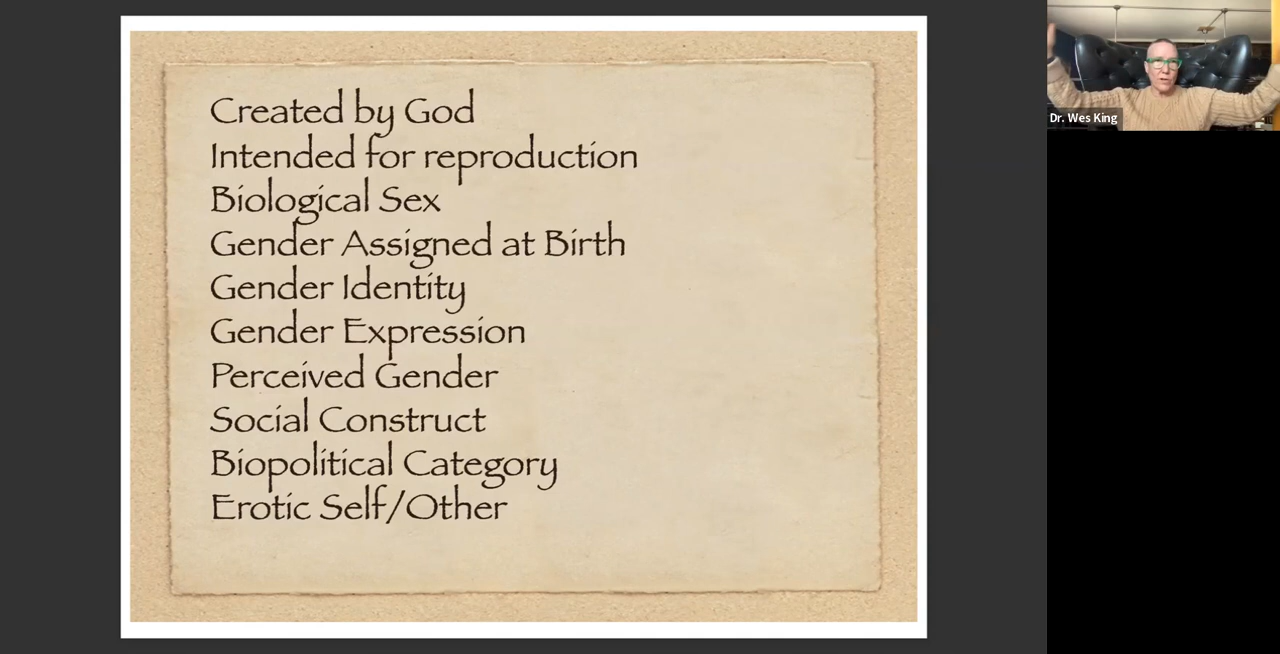 Created by God
Intended for reproduction
Biological Sex
Gender Assigned at Birth
Gender Identity
Gender Expression
Perceived Gender
Social Construct
Biopolitical Category
Erotic Self/Other
Dr. Wes King